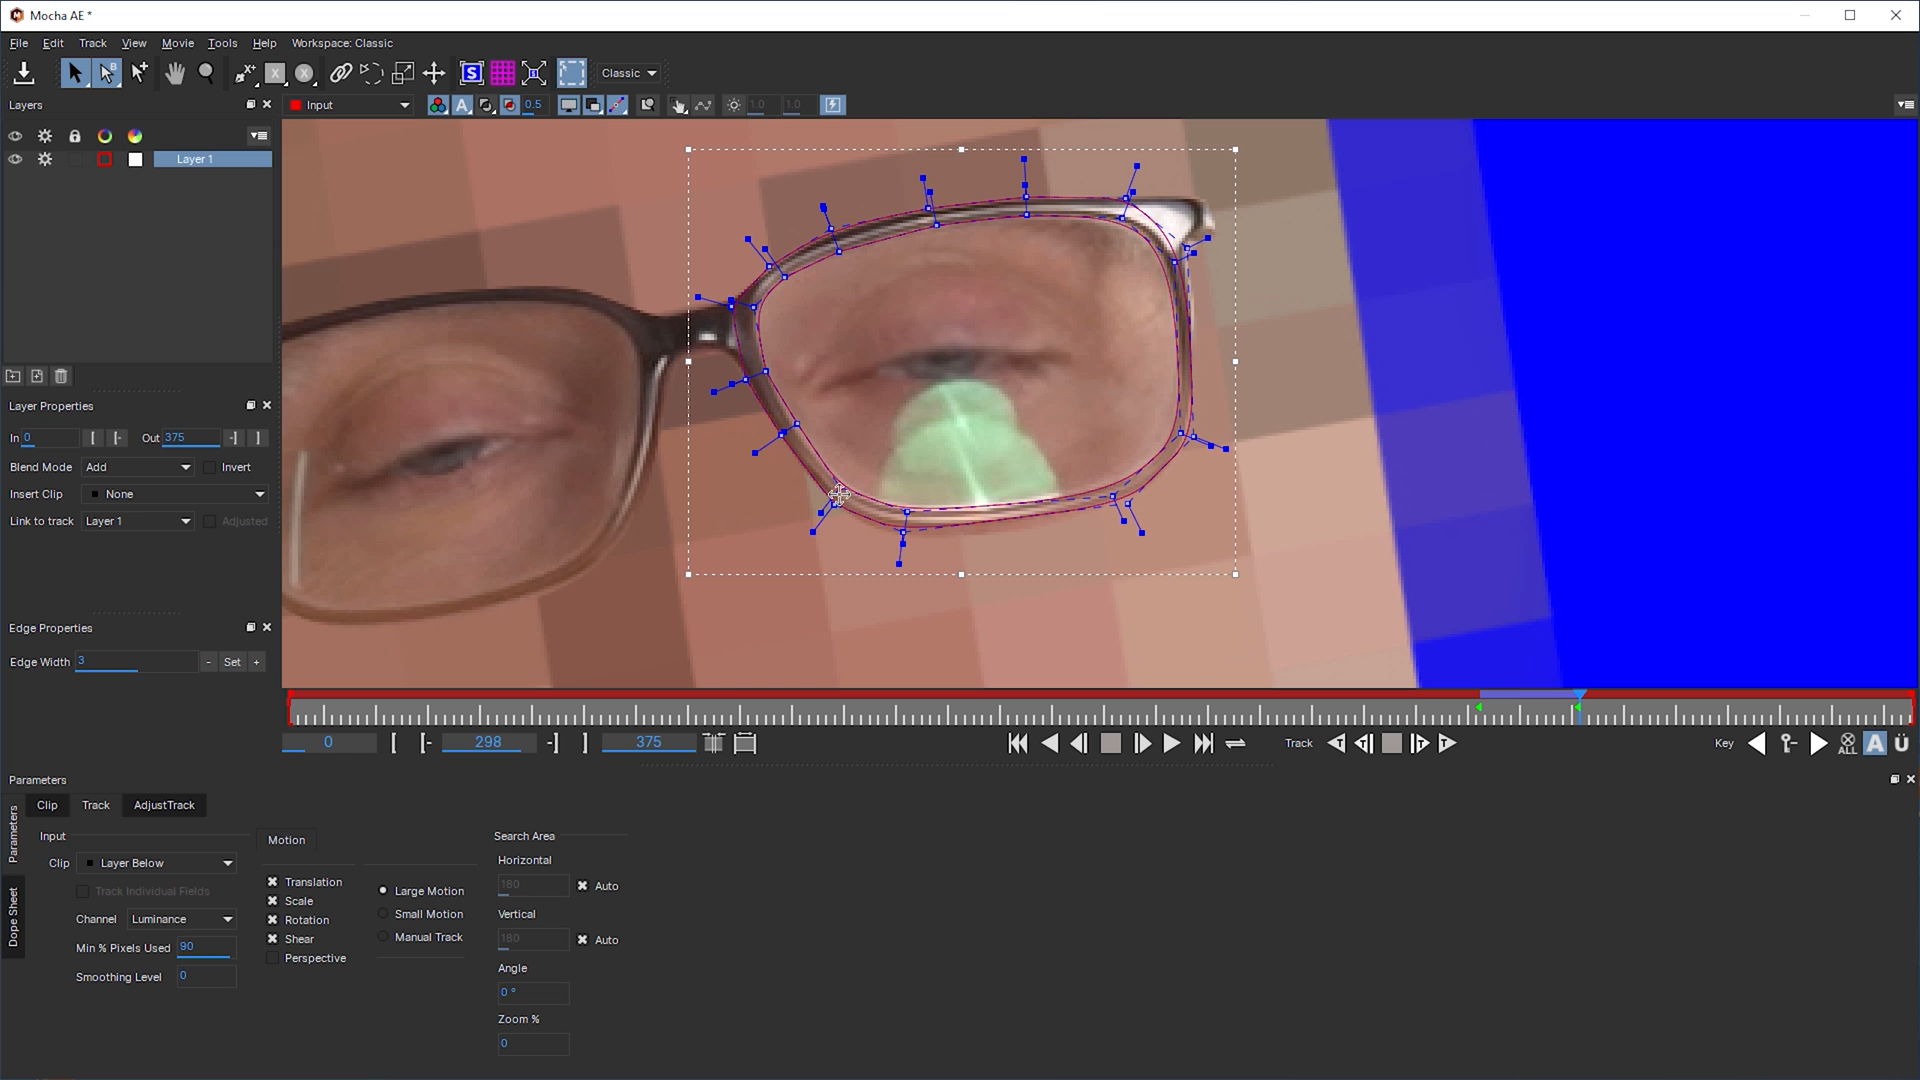 Mocha AE *
File Edit Track View Movie Tools Help Workspace: Classic
S Classic
Layers
Input A 0.5 1.0 1.0
Layer 1
Layer Properties
In 0 [ [- Out 375 -] ]
Blend Mode Add Invert
Insert Clip None
Link to track Layer 1 Adjusted
Edge Properties
Edge Width 3 - Set +
0 [ [- 298 -] ] 375 Track T T T T Key ALL A Ü
Parameters
Parameters
Dope Sheet
Clip Track AdjustTrack
Input
Clip Layer Below
Track Individual Fields
Channel Luminance
Min % Pixels Used 90
Smoothing Level 0
Motion
Translation
Scale
Rotation
Shear
Perspective
Large Motion
Small Motion
Manual Track
Search Area
Horizontal
180 Auto
Vertical
180 Auto
Angle
0 °
Zoom %
0